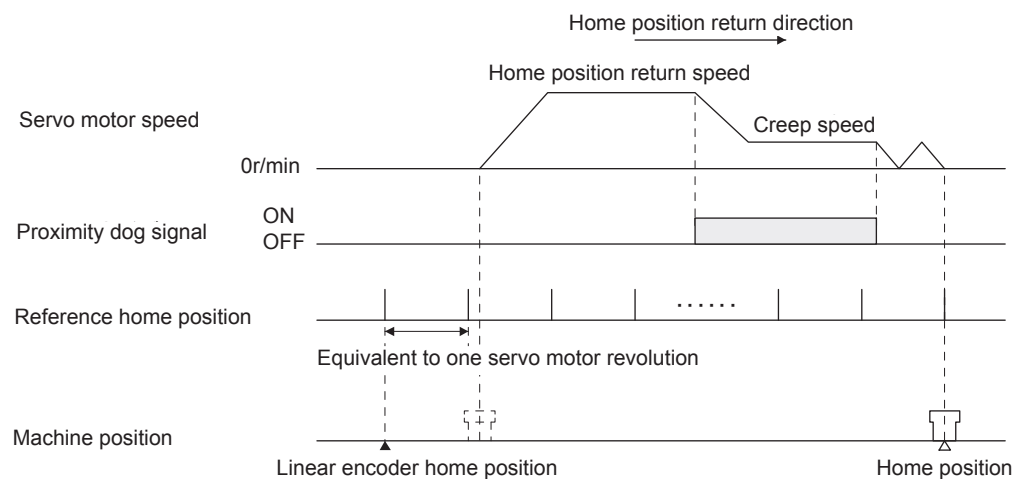 Home position return direction
Home position return speed
Servo motor speed
Creep speed
0r/min
ON
Proximity dog signal
OFF
Reference home position
Equivalent to one servo motor revolution
Machine position
Linear encoder home position
Home position